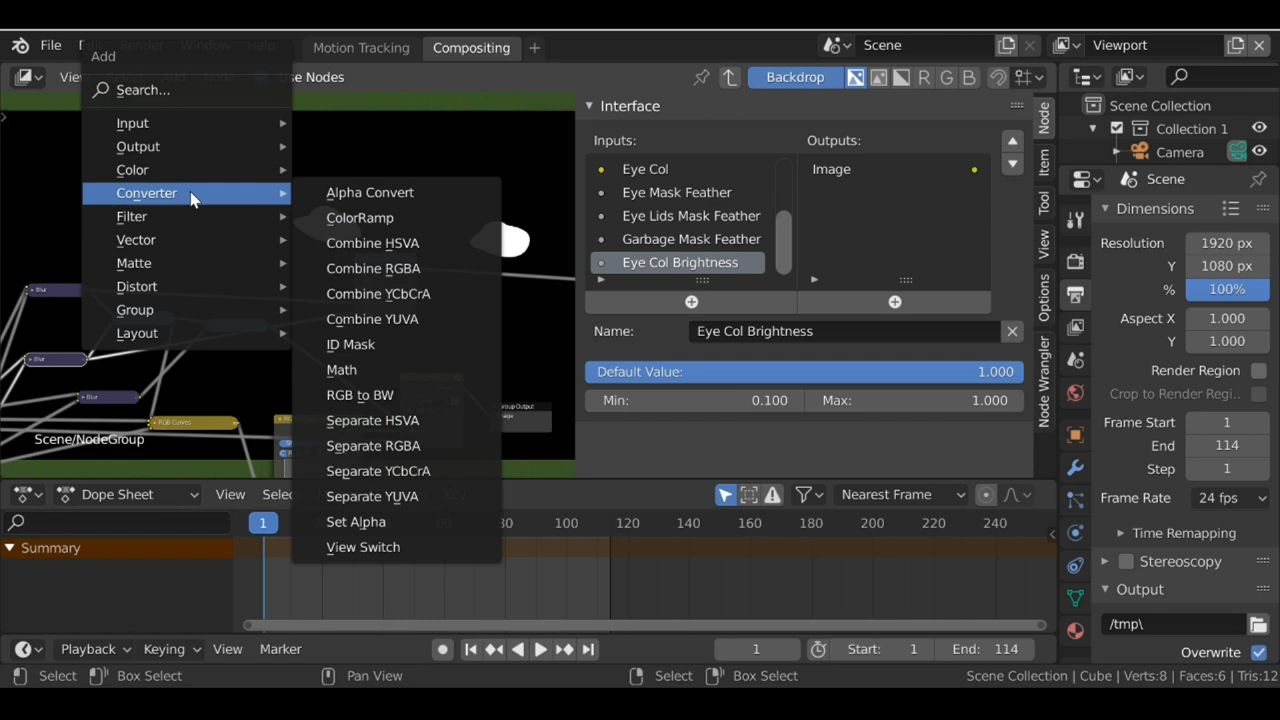 File
Motion Tracking
Compositing
Scene
Viewport
Add
Use Nodes
Backdrop
R
G
B
Search...
Input
Output
Color
Converter
Filter
Vector
Matte
Distort
Group
Layout
Alpha Convert
ColorRamp
Combine HSVA
Combine RGBA
Combine YCbCrA
Combine YUVA
ID Mask
Math
RGB to BW
Separate HSVA
Separate RGBA
Separate YCbCrA
Separate YUVA
Set Alpha
View Switch
Blur
Blur
Blur
RGB Curves
Scene/NodeGroup
Interface
Inputs:
Outputs:
Eye Col
Image
Eye Mask Feather
Eye Lids Mask Feather
Garbage Mask Feather
Eye Col Brightness
Name:
Eye Col Brightness
Default Value: 1.000
Min: 0.100
Max: 1.000
Node
Item
Tool
View
Options
Node Wrangler
Scene Collection
Collection 1
Camera
Scene
Dimensions
Resolution 1920 px
Y 1080 px
% 100%
Aspect X 1.000
Y 1.000
Render Region
Crop to Render Regi..
Frame Start 1
End 114
Step 1
Frame Rate 24 fps
Time Remapping
Stereoscopy
Output
/tmp\
Overwrite
Dope Sheet
View
Nearest Frame
1
80 100 120 140 160 180 200 220 240
Summary
Playback
Keying
View
Marker
1
Start: 1
End: 114
Select
Box Select
Pan View
Select
Box Select
Scene Collection | Cube | Verts:8 | Faces:6 | Tris:12